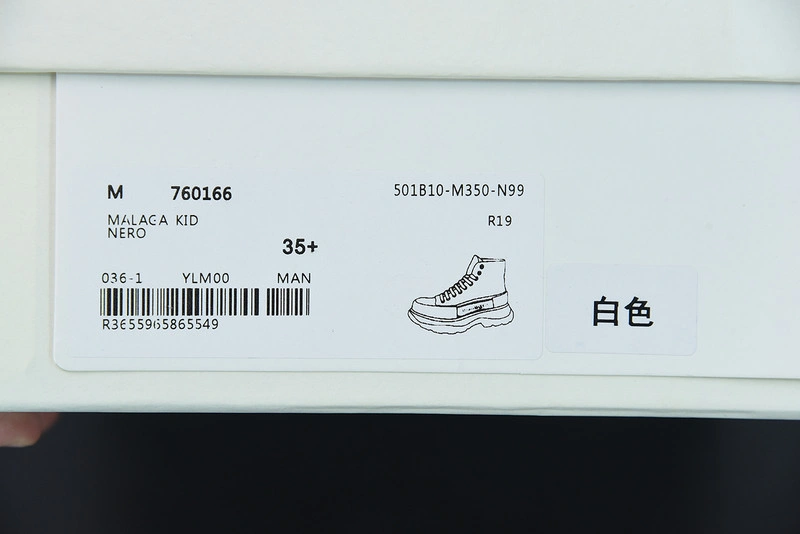 M 760166
501B10-M350-N99
MALAGA KID
NERO
R19
35+
036-1 YLM00 MAN
R3655965865549
白色